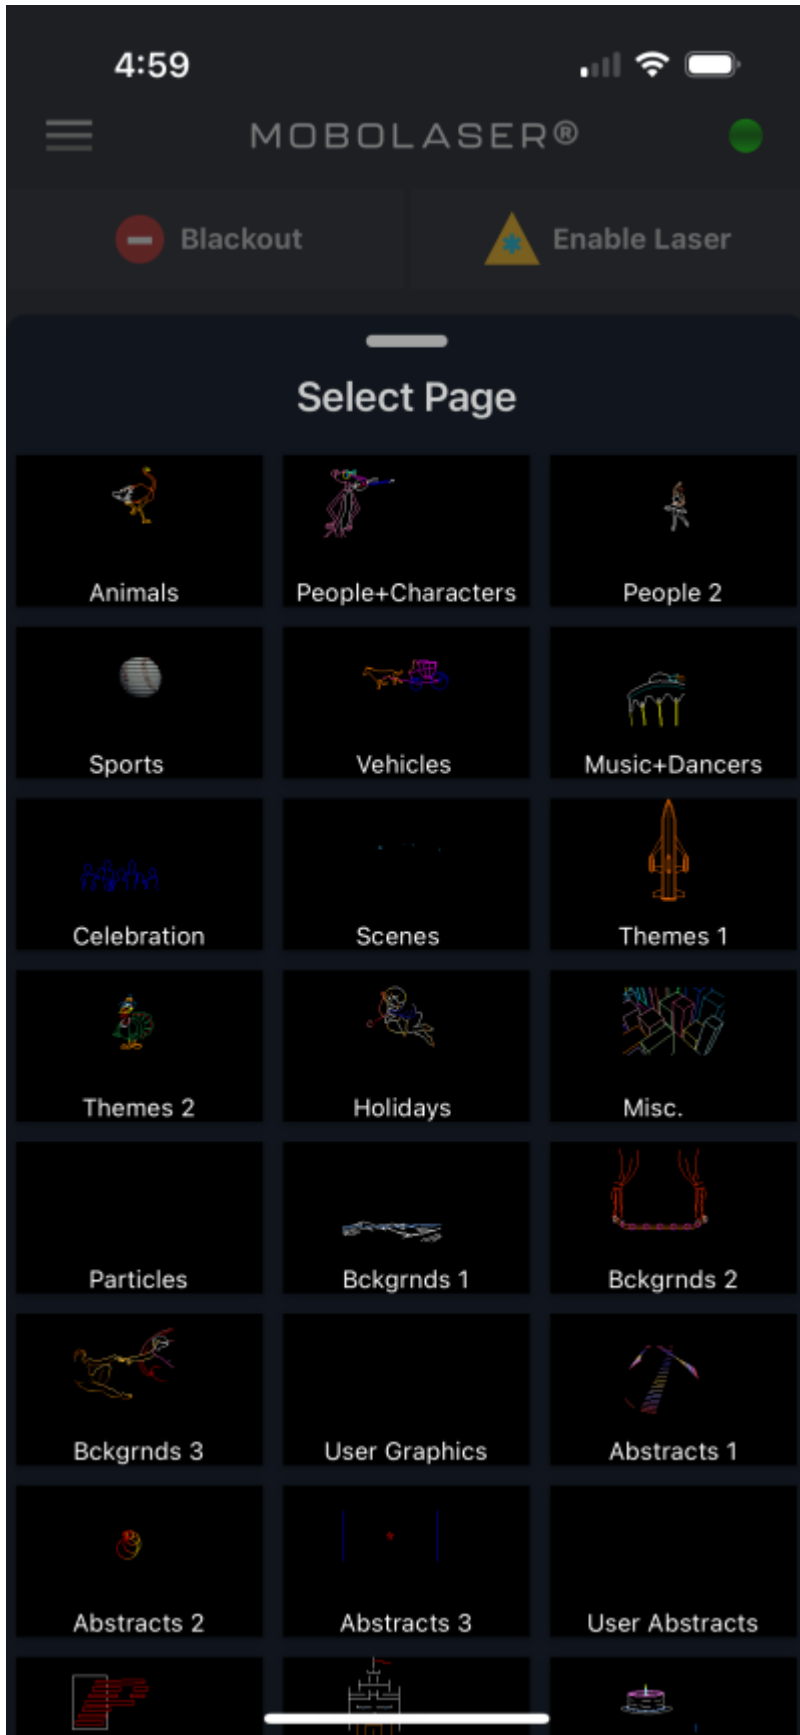 4:59
MOBOLASER®
Blackout
Enable Laser
Select Page
Animals
People+Characters
People 2
Sports
Vehicles
Music+Dancers
Celebration
Scenes
Themes 1
Themes 2
Holidays
Misc.
Particles
Bckgrnds 1
Bckgrnds 2
Bckgrnds 3
User Graphics
Abstracts 1
Abstracts 2
Abstracts 3
User Abstracts